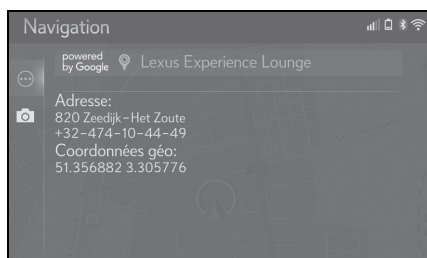 Navigation
powered
by Google
Lexus Experience Lounge
Adresse:
820 Zeedijk-Het Zoute
+32-474-10-44-49
Coordonnées géo:
51.356882 3.305776